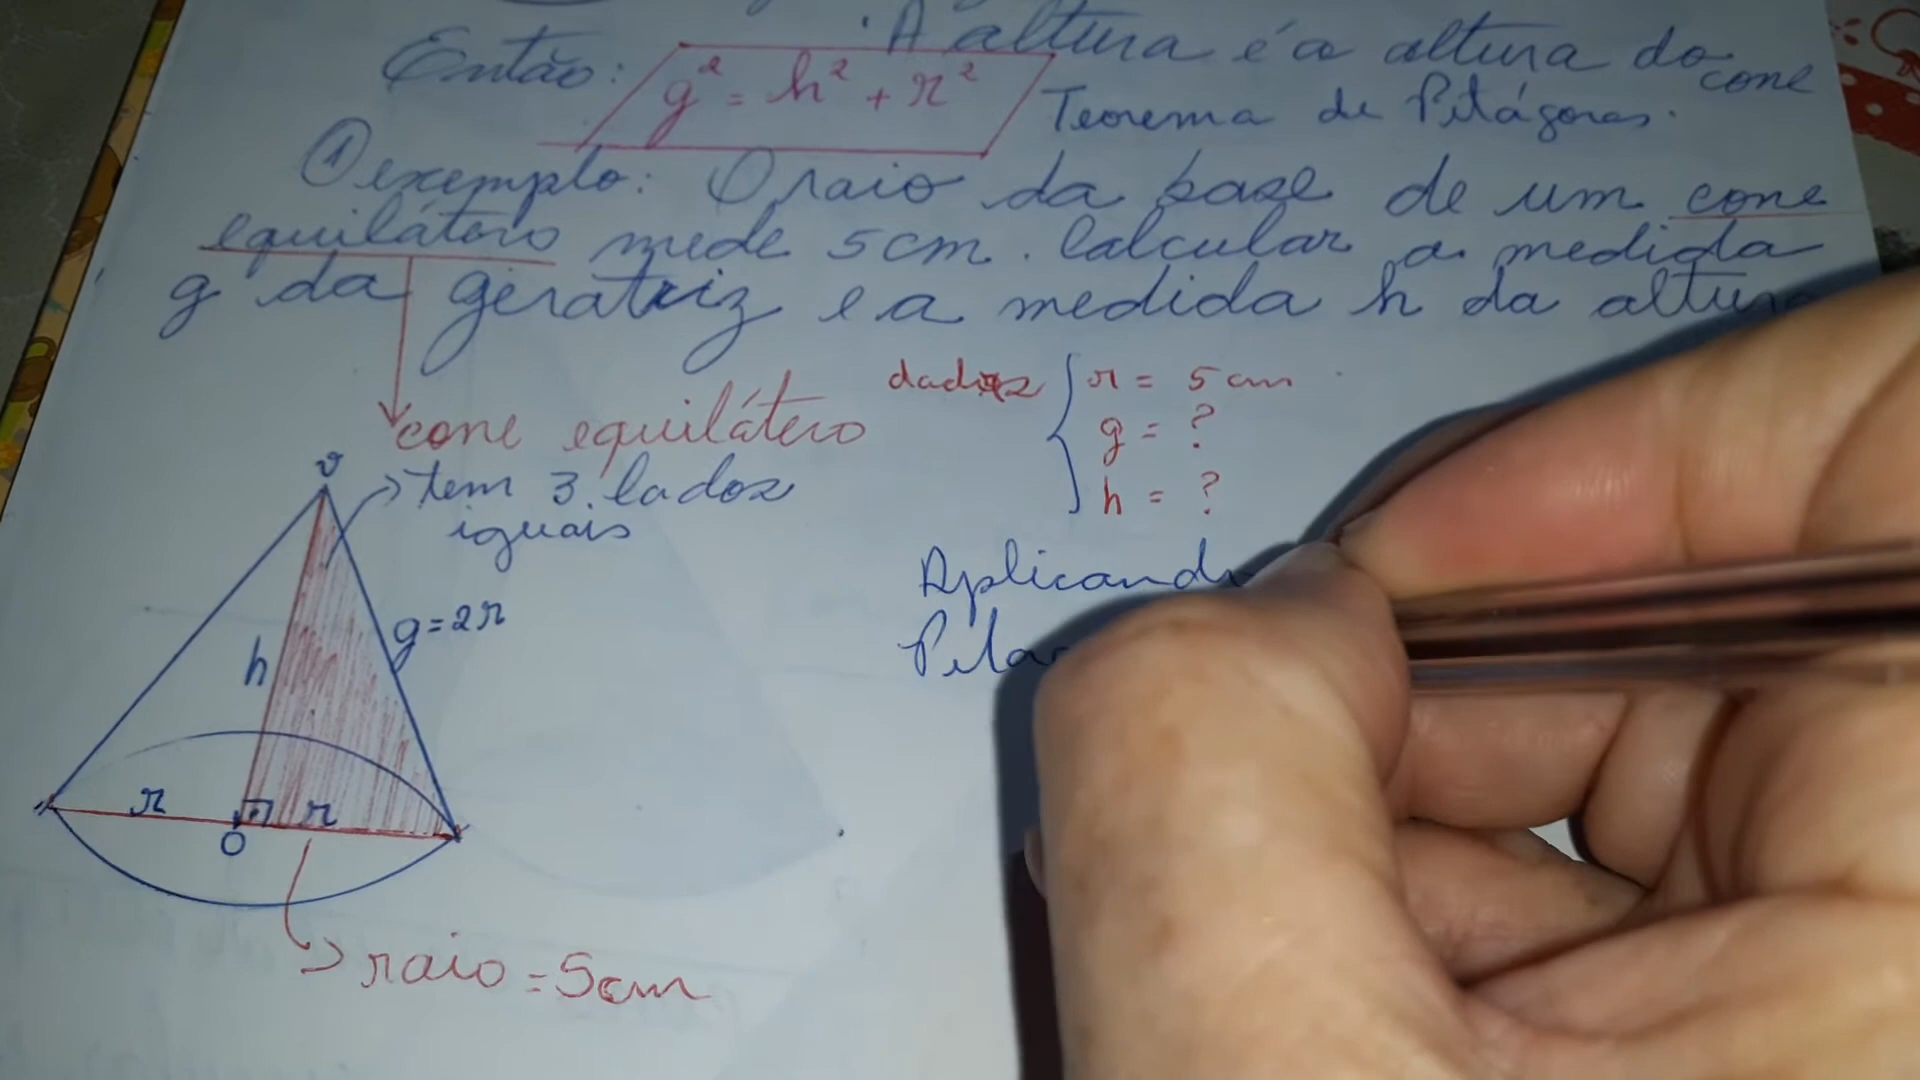 A altura é a altura do cone
Então: g² = h² + r² Teorema de Pitágoras.
① exemplo: O raio da base de um cone
equilátero mede 5cm. Calcular a medida
g da geratriz e a medida h da altura
dados r = 5 cm
g = ?
h = ?
cone equilátero
v
tem 3 lados
iguais
g = 2r
h
r
r
O
raio = 5cm
Aplicando